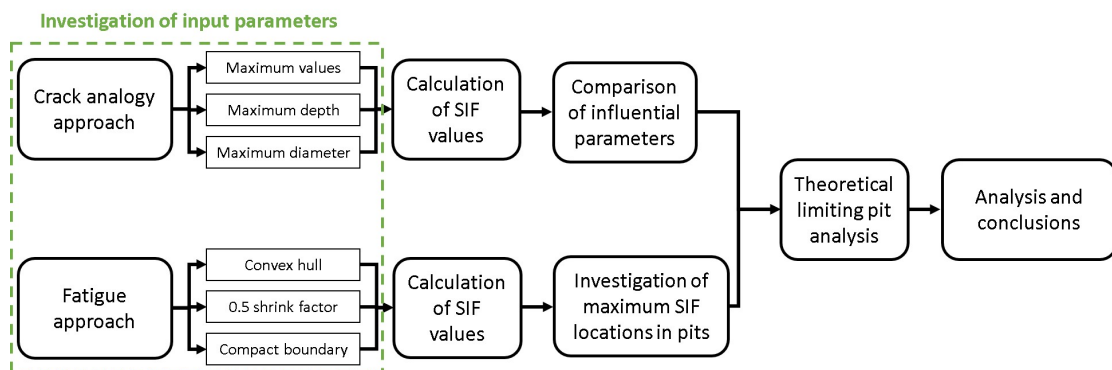 Investigation of input parameters
Crack analogy
approach
Maximum values
Maximum depth
Maximum diameter
Calculation
of SIF
values
Comparison
of influential
parameters
Fatigue
approach
Convex hull
0.5 shrink factor
Compact boundary
Calculation
of SIF
values
Investigation of
maximum SIF
locations in pits
Theoretical
limiting pit
analysis
Analysis and
conclusions